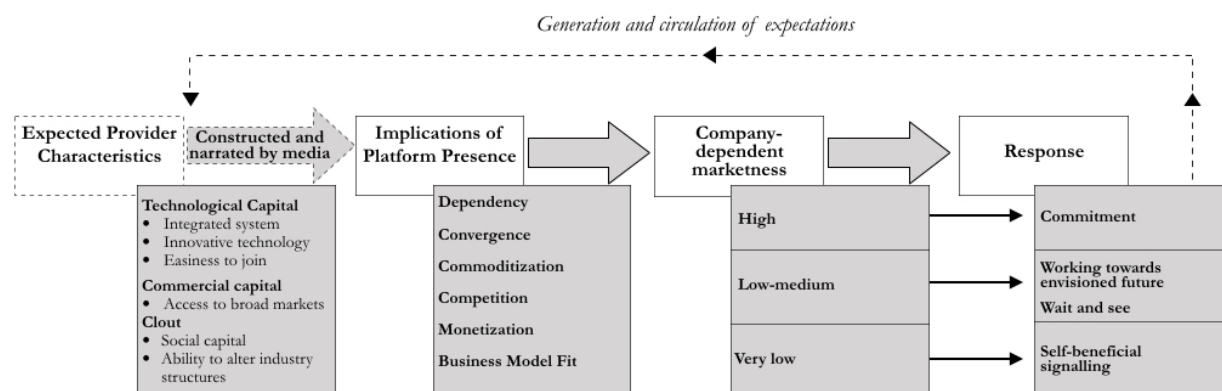 Generation and circulation of expectations
Expected Provider
Characteristics
Constructed and
narrated by media
Implications of
Platform Presence
Company-
dependent
marketness
Response
Technological Capital
• Integrated system
• Innovative technology
• Easiness to join
Commercial capital
• Access to broad markets
Clout
• Social capital
• Ability to alter industry
structures
Dependency
Convergence
Commoditization
Competition
Monetization
Business Model Fit
High
Low-medium
Very low
Commitment
Working towards
envisioned future
Wait and see
Self-beneficial
signalling